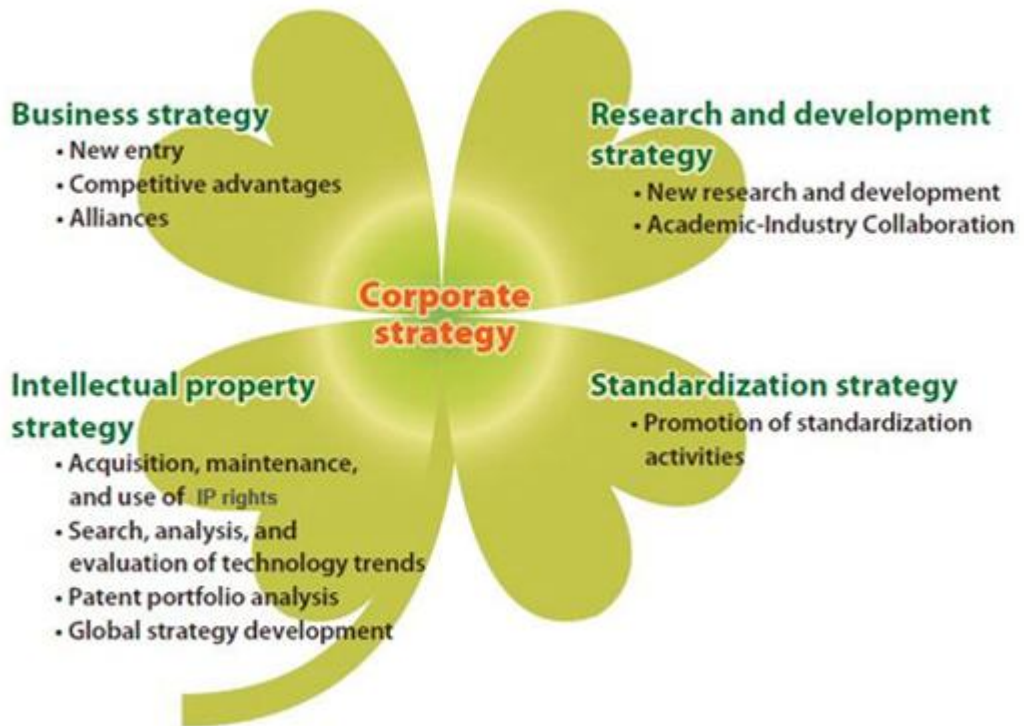 Business strategy
• New entry
• Competitive advantages
• Alliances
Research and development
strategy
• New research and development
• Academic-Industry Collaboration
Corporate
strategy
Intellectual property
strategy
• Acquisition, maintenance,
and use of IP rights
• Search, analysis, and
evaluation of technology trends
• Patent portfolio analysis
• Global strategy development
Standardization strategy
• Promotion of standardization
activities